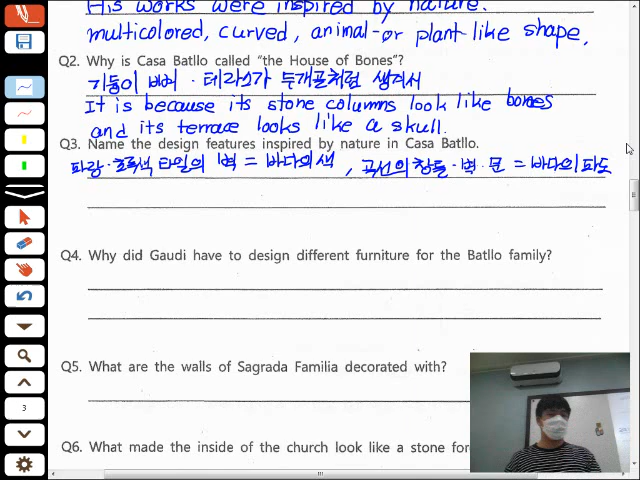 His works were inspired by nature.
multicolored, curved, animal- or plant like shape,
Q2. Why is Casa Batllo called "the House of Bones"?
기둥이 뼈 · 테라스가 두개골처럼 생겨서
It is because its stone columns look like bones
and its terrace looks like a skull.
Q3. Name the design features inspired by nature in Casa Batllo.
파랑·초록색 타일의 벽 = 바다의 색, 곡선의 창틀·벽·문 = 바다의 파도
Q4. Why did Gaudi have to design different furniture for the Batllo family?
Q5. What are the walls of Sagrada Familia decorated with?
Q6. What made the inside of the church look like a stone for
3